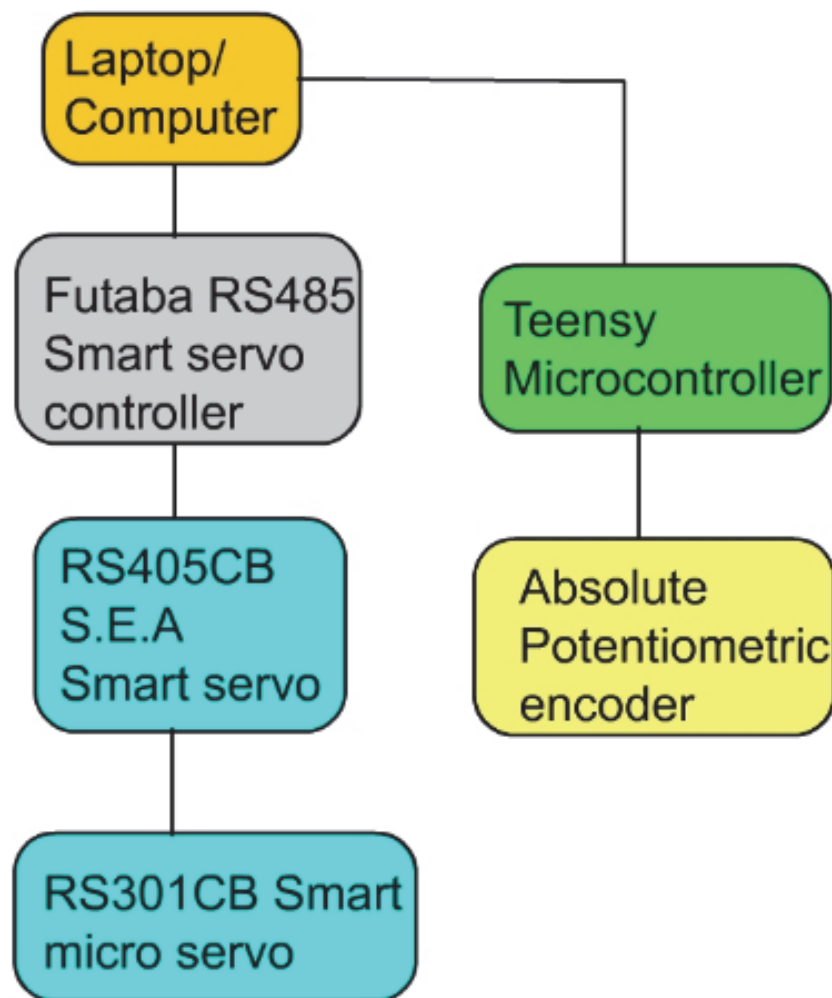 Laptop/
Computer
Futaba RS485
Smart servo
controller
Teensy
Microcontroller
RS405CB
S.E.A
Smart servo
Absolute
Potentiometric
encoder
RS301CB Smart
micro servo